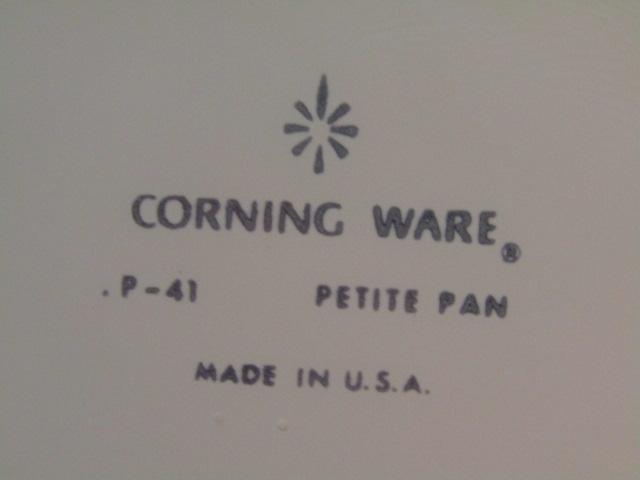 CORNING WARE®
. P-41 PETITE PAN
MADE IN U.S.A.